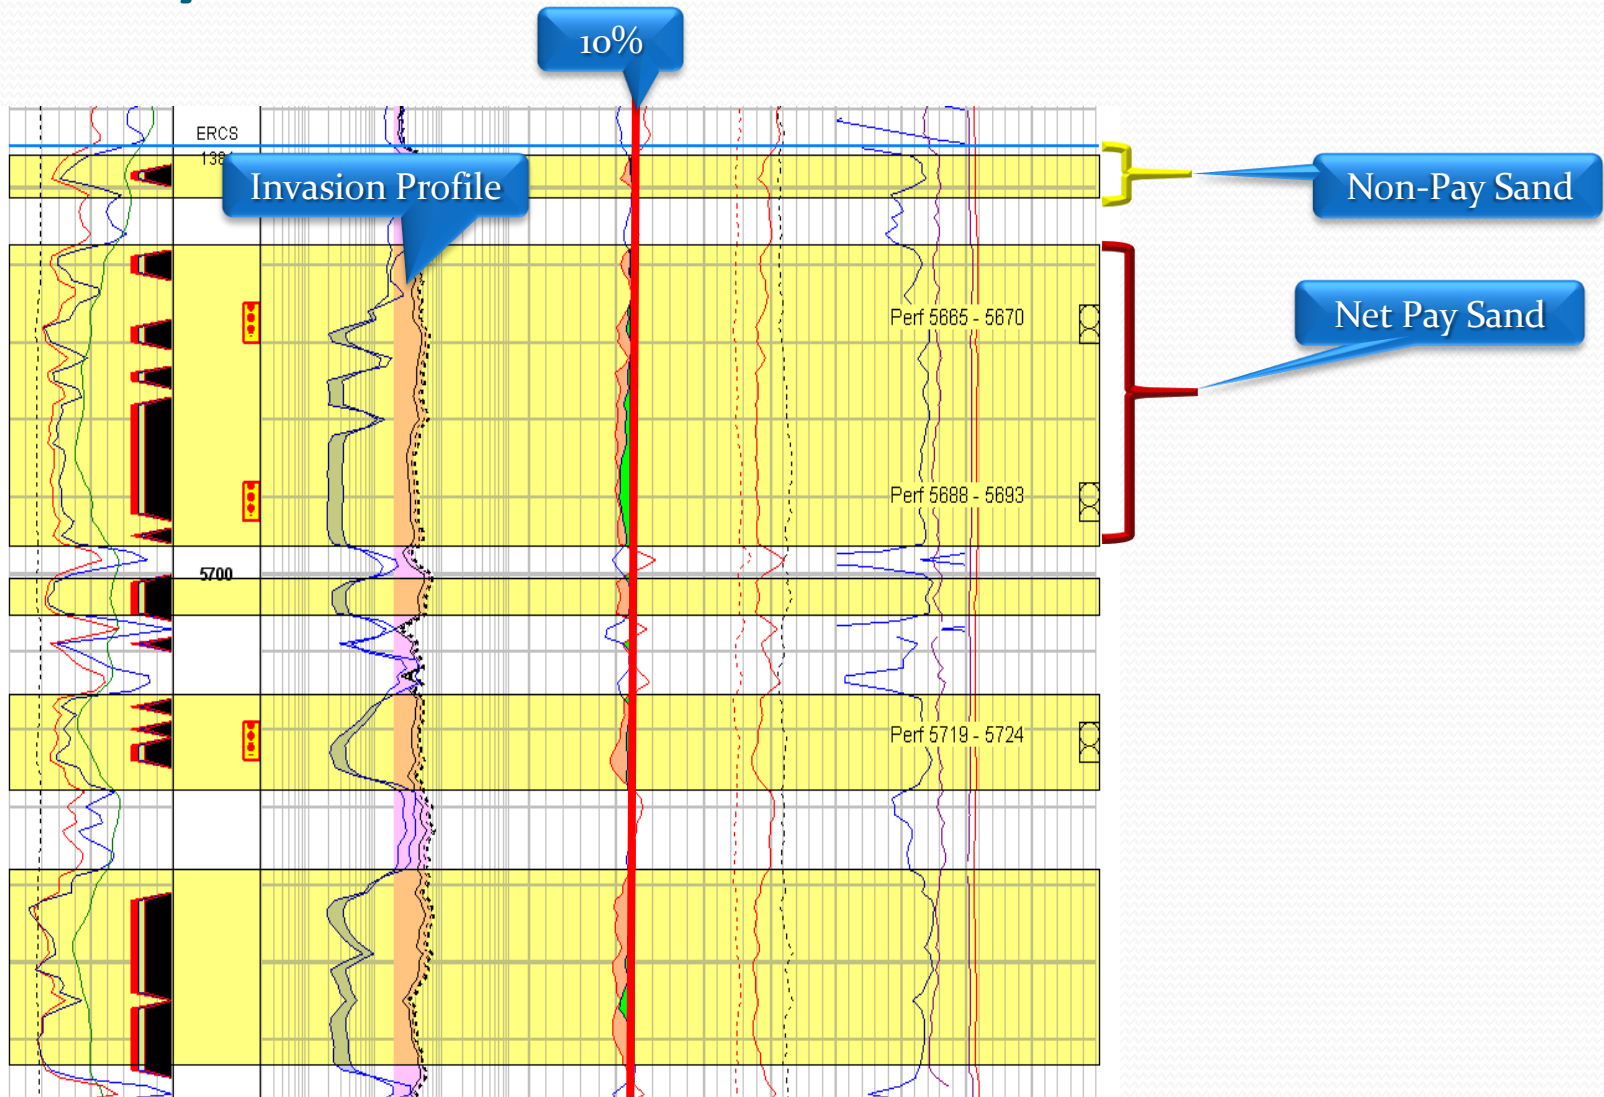 10%
ERCS
Invasion Profile
Non-Pay Sand
Net Pay Sand
Perf 5665 - 5670
Perf 5688 - 5693
5700
Perf 5719 - 5724